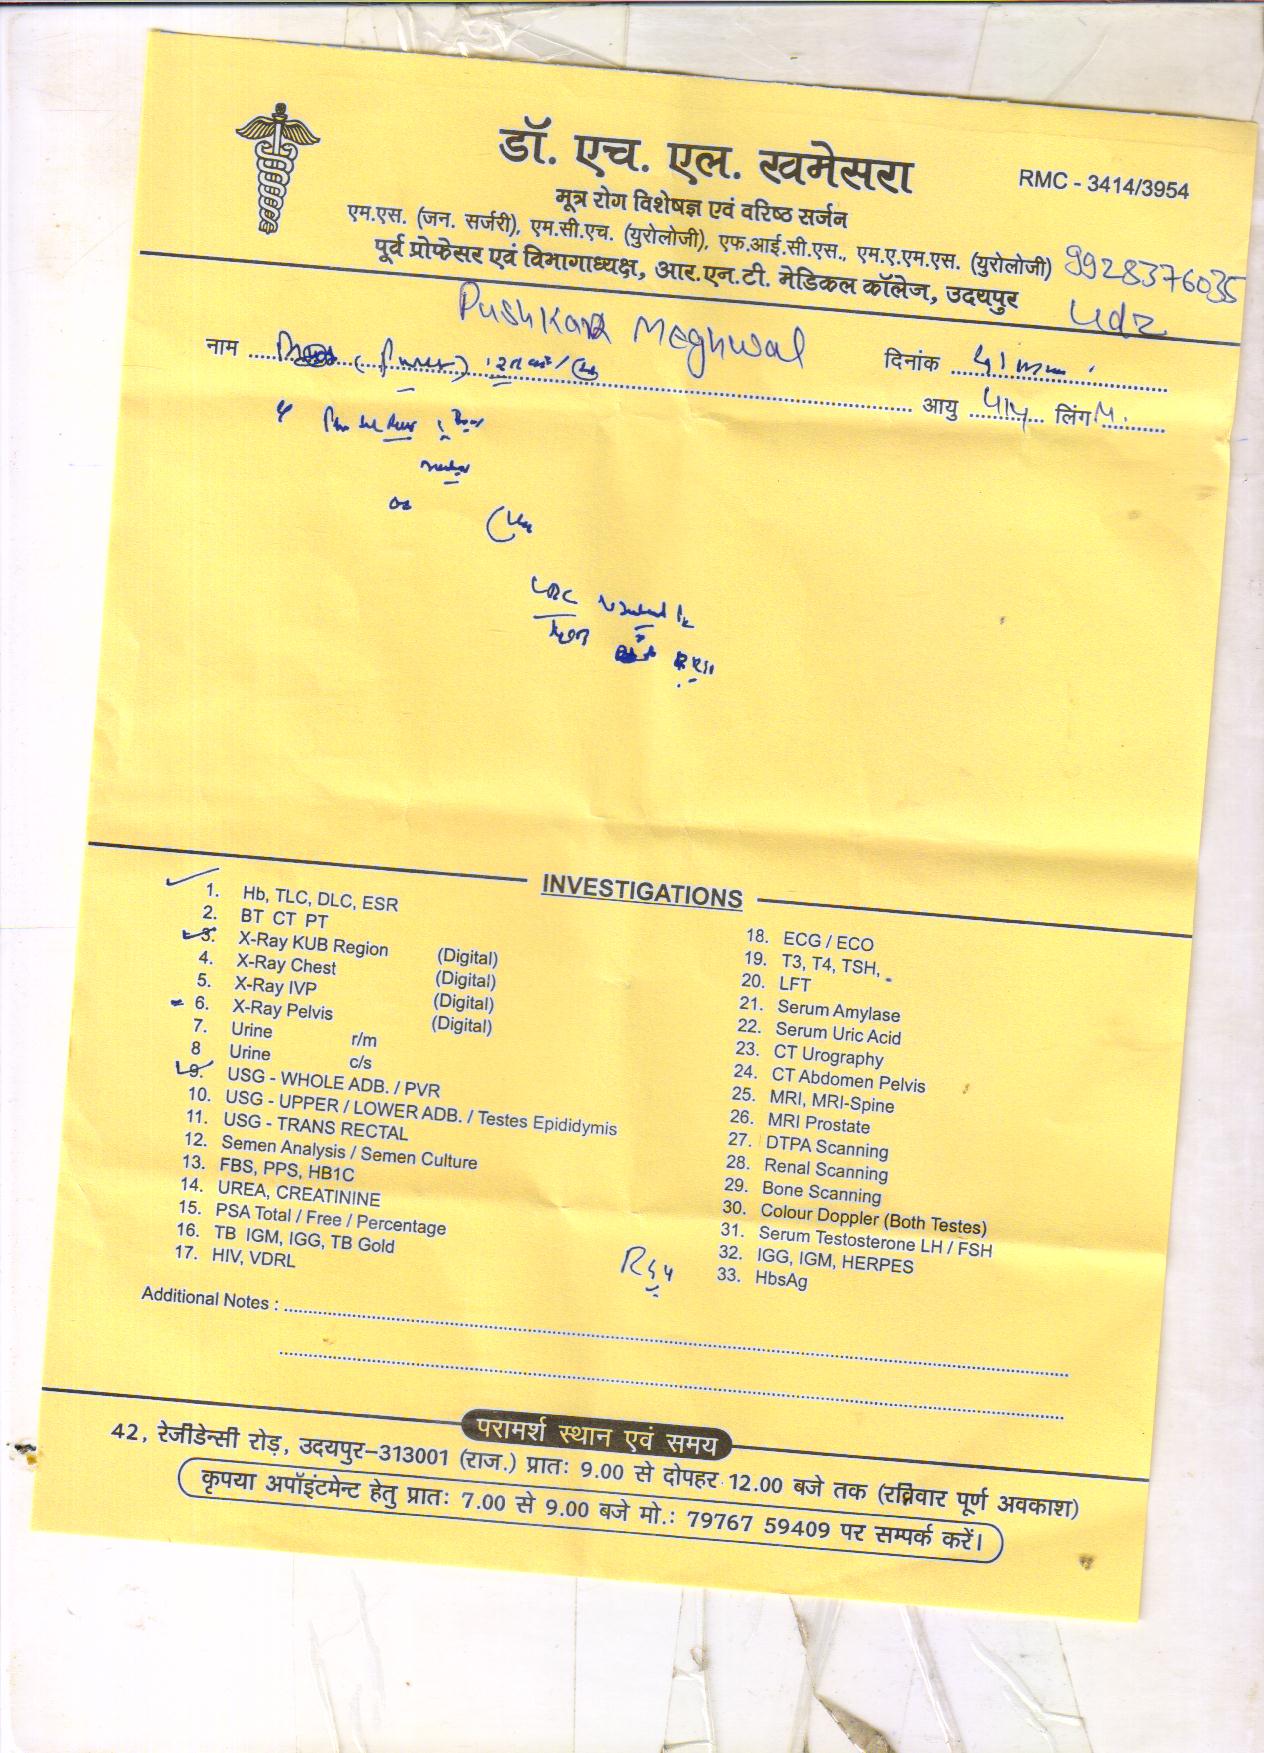 डॉ. एच. एल. खमेसरा
RMC - 3414/3954
मूत्र रोग विशेषज्ञ एवं वरिष्ठ सर्जन
एम.एस. (जन. सर्जरी), एम.सी.एच. (युरोलोजी), एफ.आई.सी.एस., एम.ए.एम.एस. (युरोलोजी)
पूर्व प्रोफेसर एवं विभागाध्यक्ष, आर.एन.टी. मेडिकल कॉलेज, उदयपुर
9928376035
Udz
Pushkar Meghwal
नाम
दिनांक
आयु लिंग M.
INVESTIGATIONS
1. Hb, TLC, DLC, ESR
2. BT CT PT
3. X-Ray KUB Region (Digital)
4. X-Ray Chest (Digital)
5. X-Ray IVP (Digital)
6. X-Ray Pelvis (Digital)
7. Urine r/m
8 Urine c/s
9. USG - WHOLE ADB. / PVR
10. USG - UPPER / LOWER ADB. / Testes Epididymis
11. USG - TRANS RECTAL
12. Semen Analysis / Semen Culture
13. FBS, PPS, HB1C
14. UREA, CREATININE
15. PSA Total / Free / Percentage
16. TB IGM, IGG, TB Gold
17. HIV, VDRL
18. ECG / ECO
19. T3, T4, TSH,
20. LFT
21. Serum Amylase
22. Serum Uric Acid
23. CT Urography
24. CT Abdomen Pelvis
25. MRI, MRI-Spine
26. MRI Prostate
27. DTPA Scanning
28. Renal Scanning
29. Bone Scanning
30. Colour Doppler (Both Testes)
31. Serum Testosterone LH / FSH
32. IGG, IGM, HERPES
33. HbsAg
Additional Notes :
परामर्श स्थान एवं समय
42, रेजीडेन्सी रोड़, उदयपुर-313001 (राज.) प्रातः 9.00 से दोपहर 12.00 बजे तक (रविवार पूर्ण अवकाश)
कृपया अपॉइंटमेन्ट हेतु प्रातः 7.00 से 9.00 बजे मो.: 79767 59409 पर सम्पर्क करें।